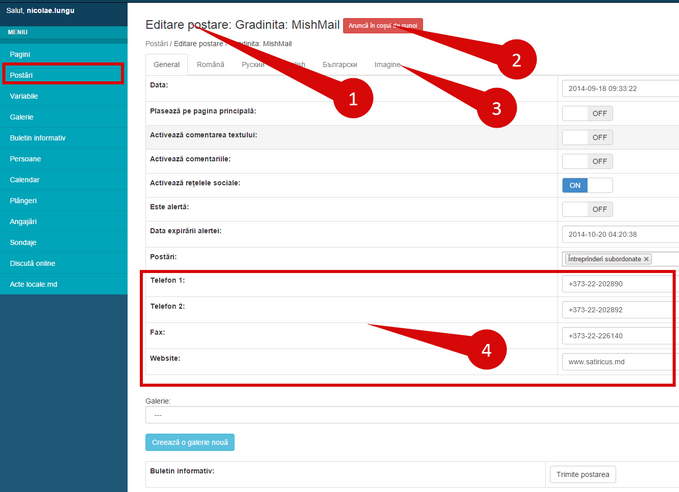 Salut, nicolae.lungu
MENIU
Pagini
Postări
Variabile
Galerie
Buletin informativ
Persoane
Calendar
Plângeri
Angajări
Sondaje
Discută online
Acte locale.md
Editare postare: Gradinita: MishMail
Aruncă în coșul de gunoi
Postări / Editare postare / Gradinita: MishMail
General
Română
Български
Imagine
1
2
3
4
Data:
2014-09-18 09:33:22
Plasează pe pagina principală:
OFF
Activează comentarea textului:
OFF
Activează comentariile:
OFF
Activează rețelele sociale:
ON
Este alertă:
OFF
Data expirării alertei:
2014-10-20 04:20:38
Postări:
Întreprinderi subordonate ×
Telefon 1:
+373-22-202890
Telefon 2:
+373-22-202892
Fax:
+373-22-226140
Website:
www.satiricus.md
Galerie:
---
Creează o galerie nouă
Buletin informativ:
Trimite postarea